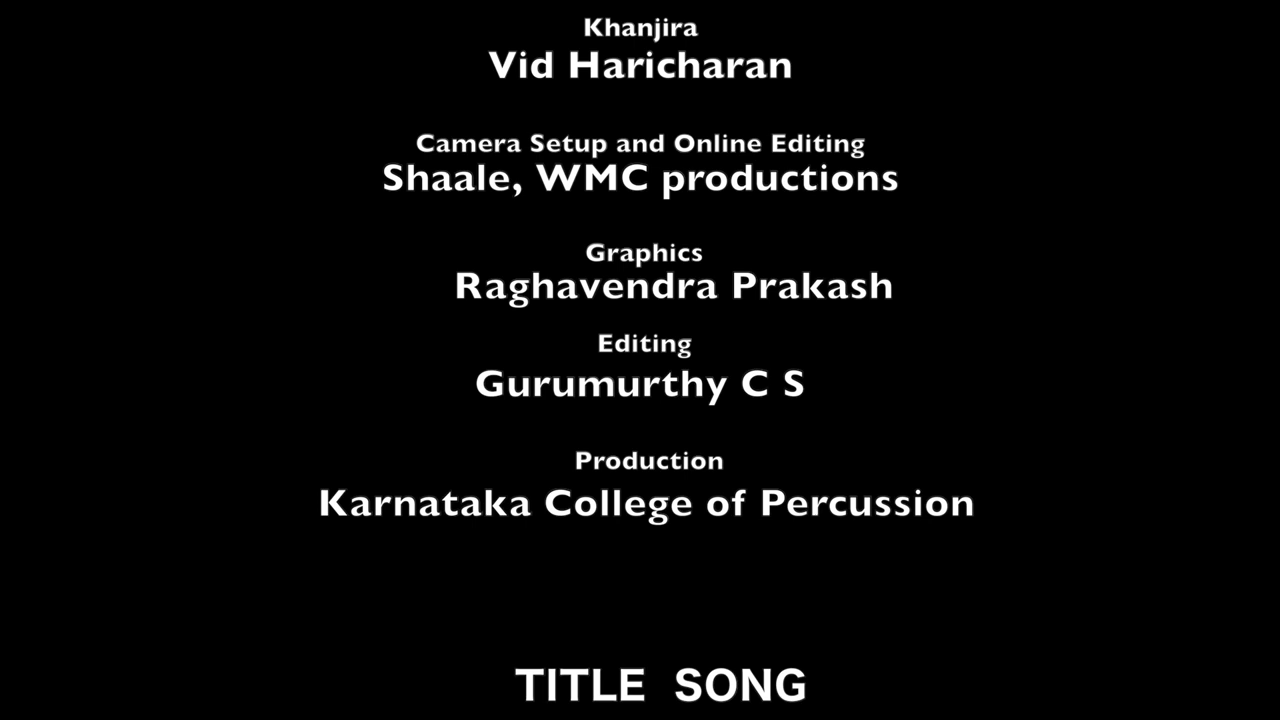 Khanjira
Vid Haricharan
Camera Setup and Online Editing
Shaale, WMC productions
Graphics
Raghavendra Prakash
Editing
Gurumurthy C S
Production
Karnataka College of Percussion
TITLE SONG